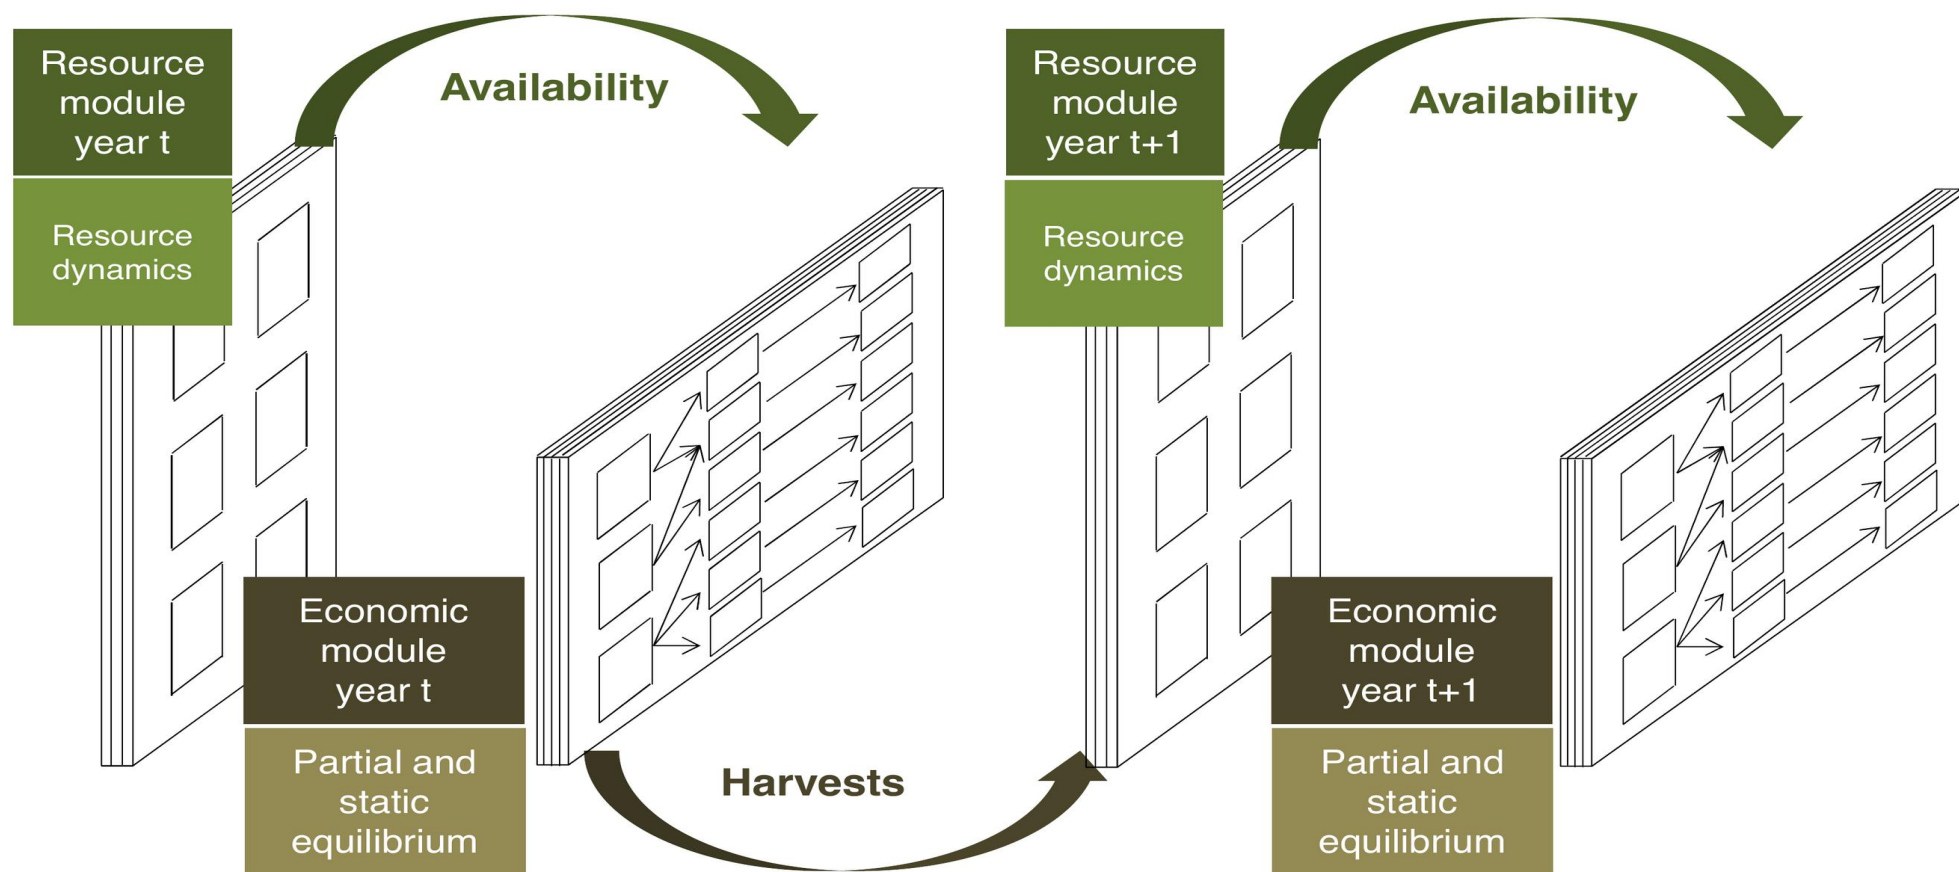 Resource
module
year t
Resource
dynamics
Availability
Economic
module
year t
Partial and
static
equilibrium
Harvests
Resource
module
year t+1
Resource
dynamics
Availability
Economic
module
year t+1
Partial and
static
equilibrium